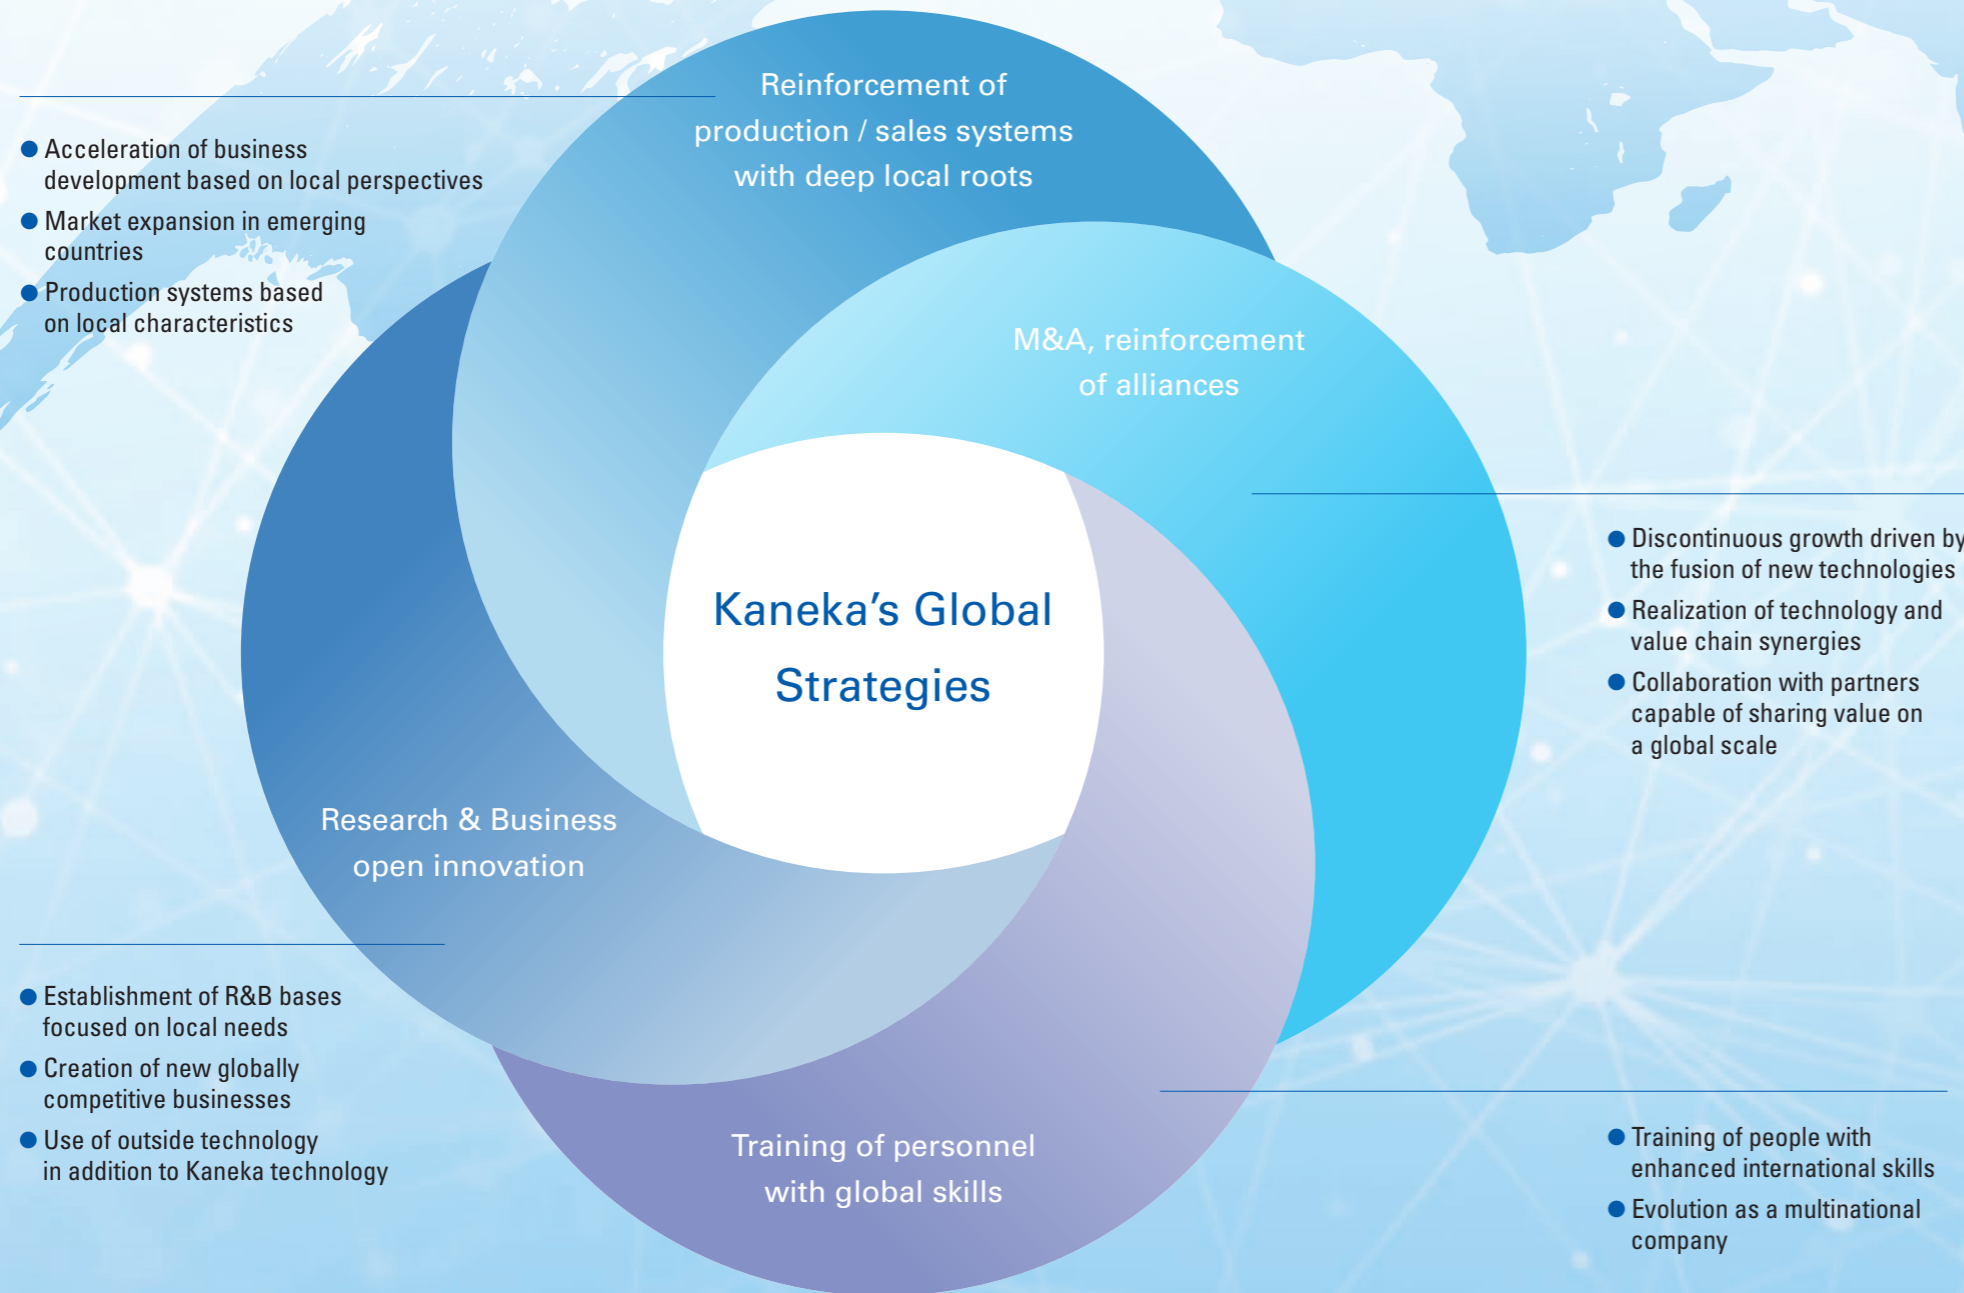 Reinforcement of
production / sales systems
with deep local roots
● Acceleration of business
development based on local perspectives
● Market expansion in emerging
countries
● Production systems based
on local characteristics
M&A, reinforcement
of alliances
● Discontinuous growth driven by
the fusion of new technologies
● Realization of technology and
value chain synergies
● Collaboration with partners
capable of sharing value on
a global scale
Kaneka’s Global
Strategies
Research & Business
open innovation
● Establishment of R&B bases
focused on local needs
● Creation of new globally
competitive businesses
● Use of outside technology
in addition to Kaneka technology
Training of personnel
with global skills
● Training of people with
enhanced international skills
● Evolution as a multinational
company